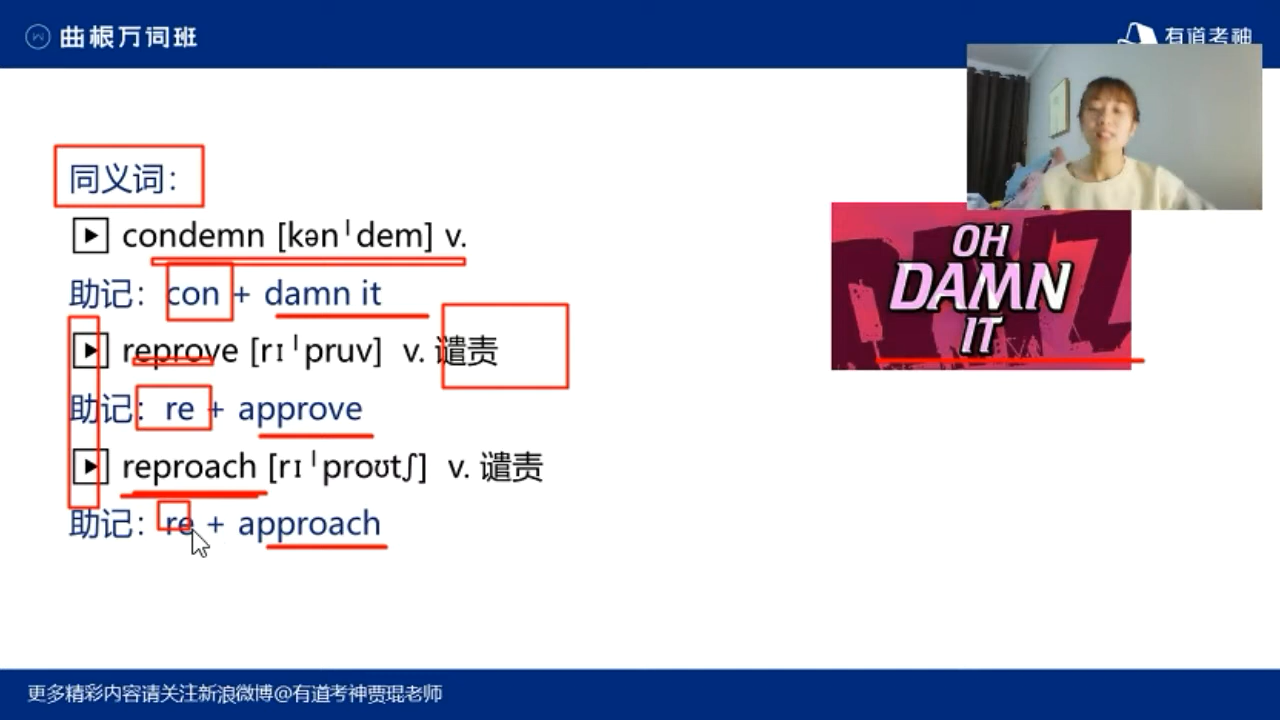 曲根万词班
有道考神
同义词：
condemn [kənˈdem] v.
助记：con + damn it
reprove [rɪˈpruv] v. 谴责
助记：re + approve
reproach [rɪˈproʊtʃ] v. 谴责
助记：re + approach
OH
DAMN
IT
更多精彩内容请关注新浪微博@有道考神贾琨老师